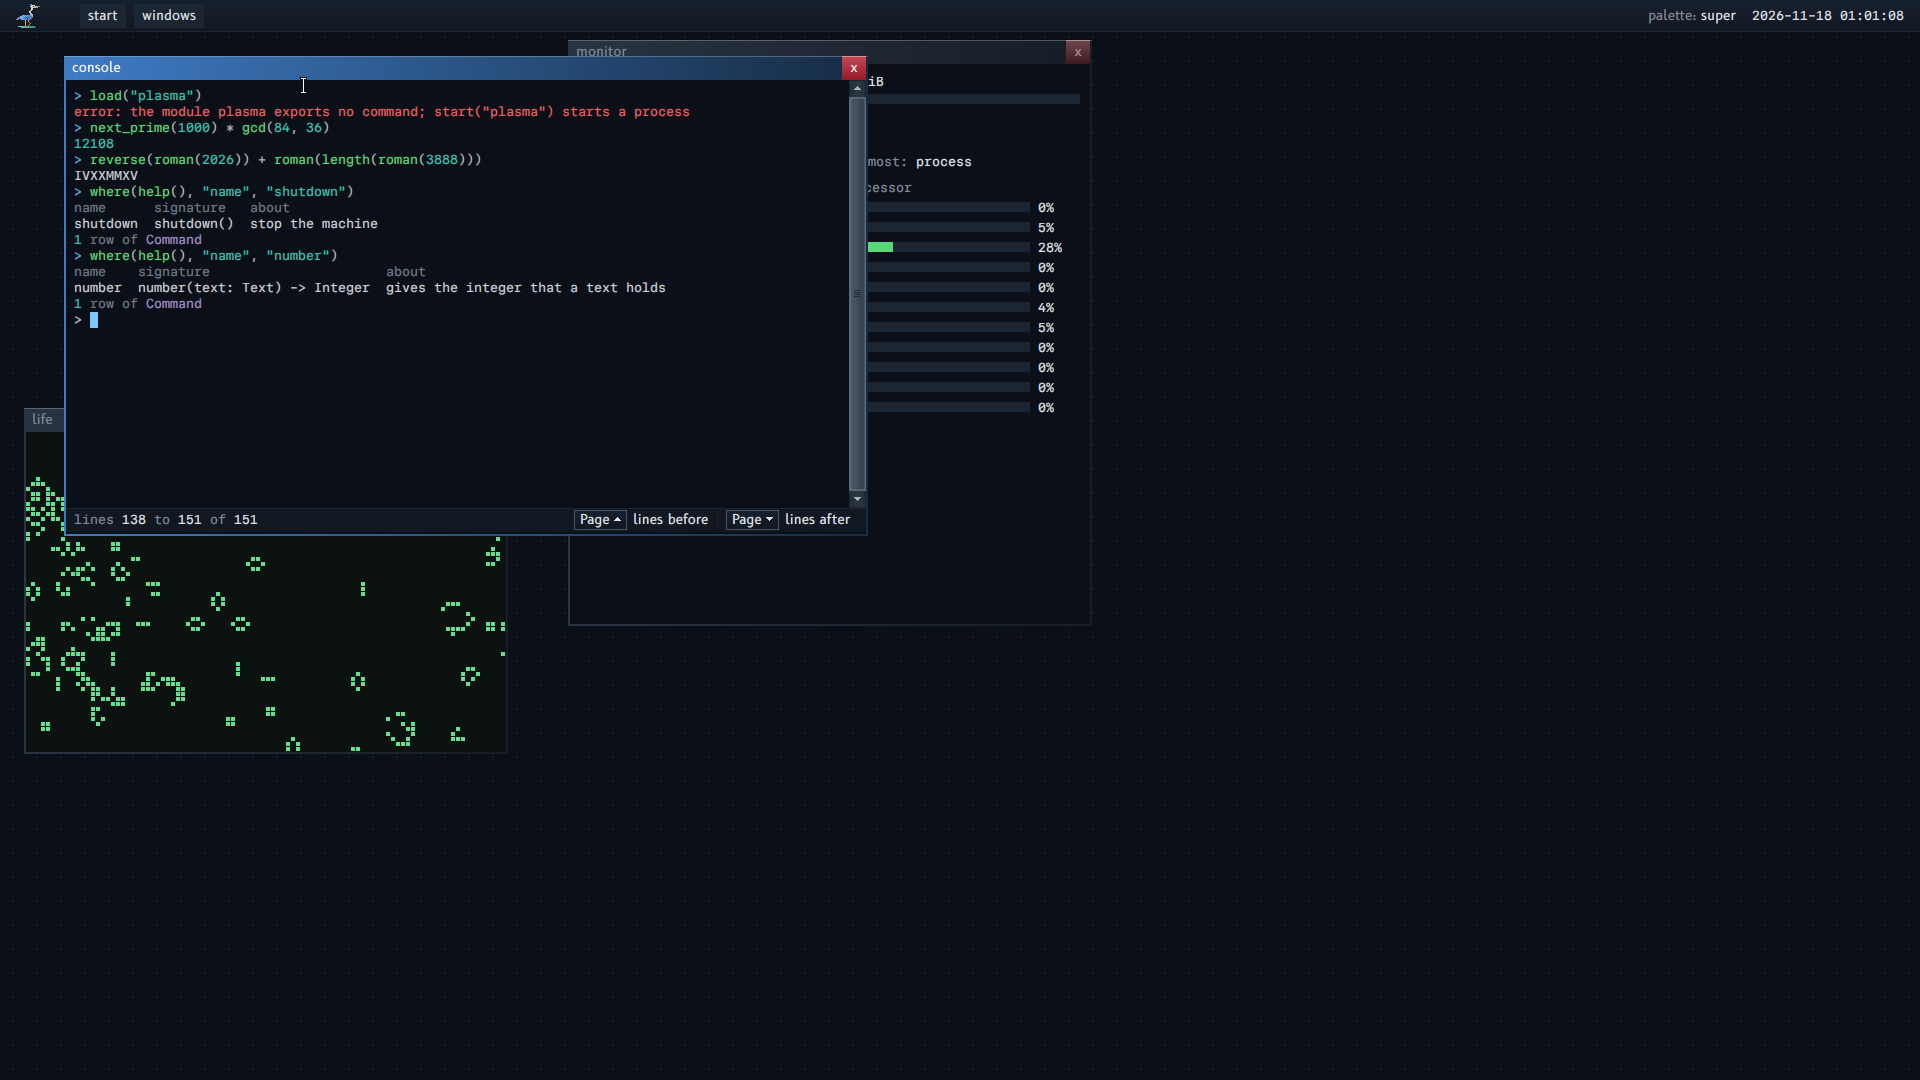 start windows palette: super 2026-11-18 01:01:08
monitor x
console x
> load("plasma")
error: the module plasma exports no command; start("plasma") starts a process
> next_prime(1000) * gcd(84, 36)
12108
> reverse(roman(2026)) + roman(length(roman(3888)))
IVXXMMXV
> where(help(), "name", "shutdown")
name signature about
shutdown shutdown() stop the machine
1 row of Command
> where(help(), "name", "number")
name signature about
number number(text: Text) -> Integer gives the integer that a text holds
1 row of Command
>
lines 138 to 151 of 151 Page lines before Page lines after
iB
most: process
cessor
0%
5%
28%
0%
0%
4%
5%
0%
0%
0%
0%
life